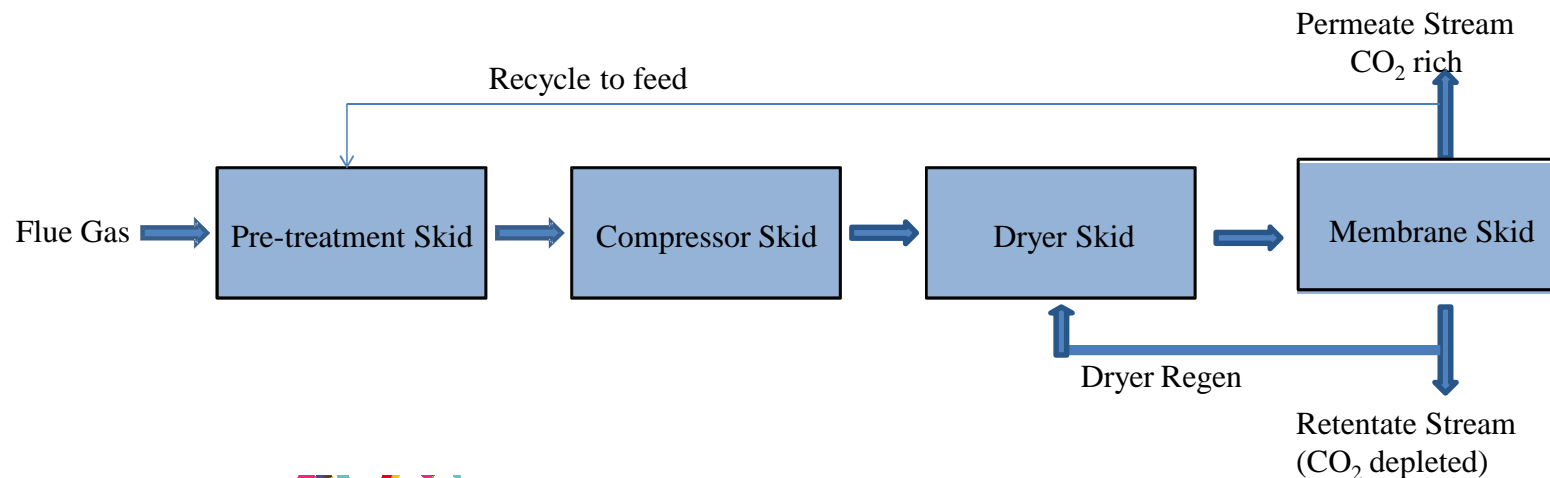 Permeate Stream
CO₂ rich
Recycle to feed
Flue Gas
Pre-treatment Skid
Compressor Skid
Dryer Skid
Membrane Skid
Dryer Regen
Retentate Stream
(CO₂ depleted)